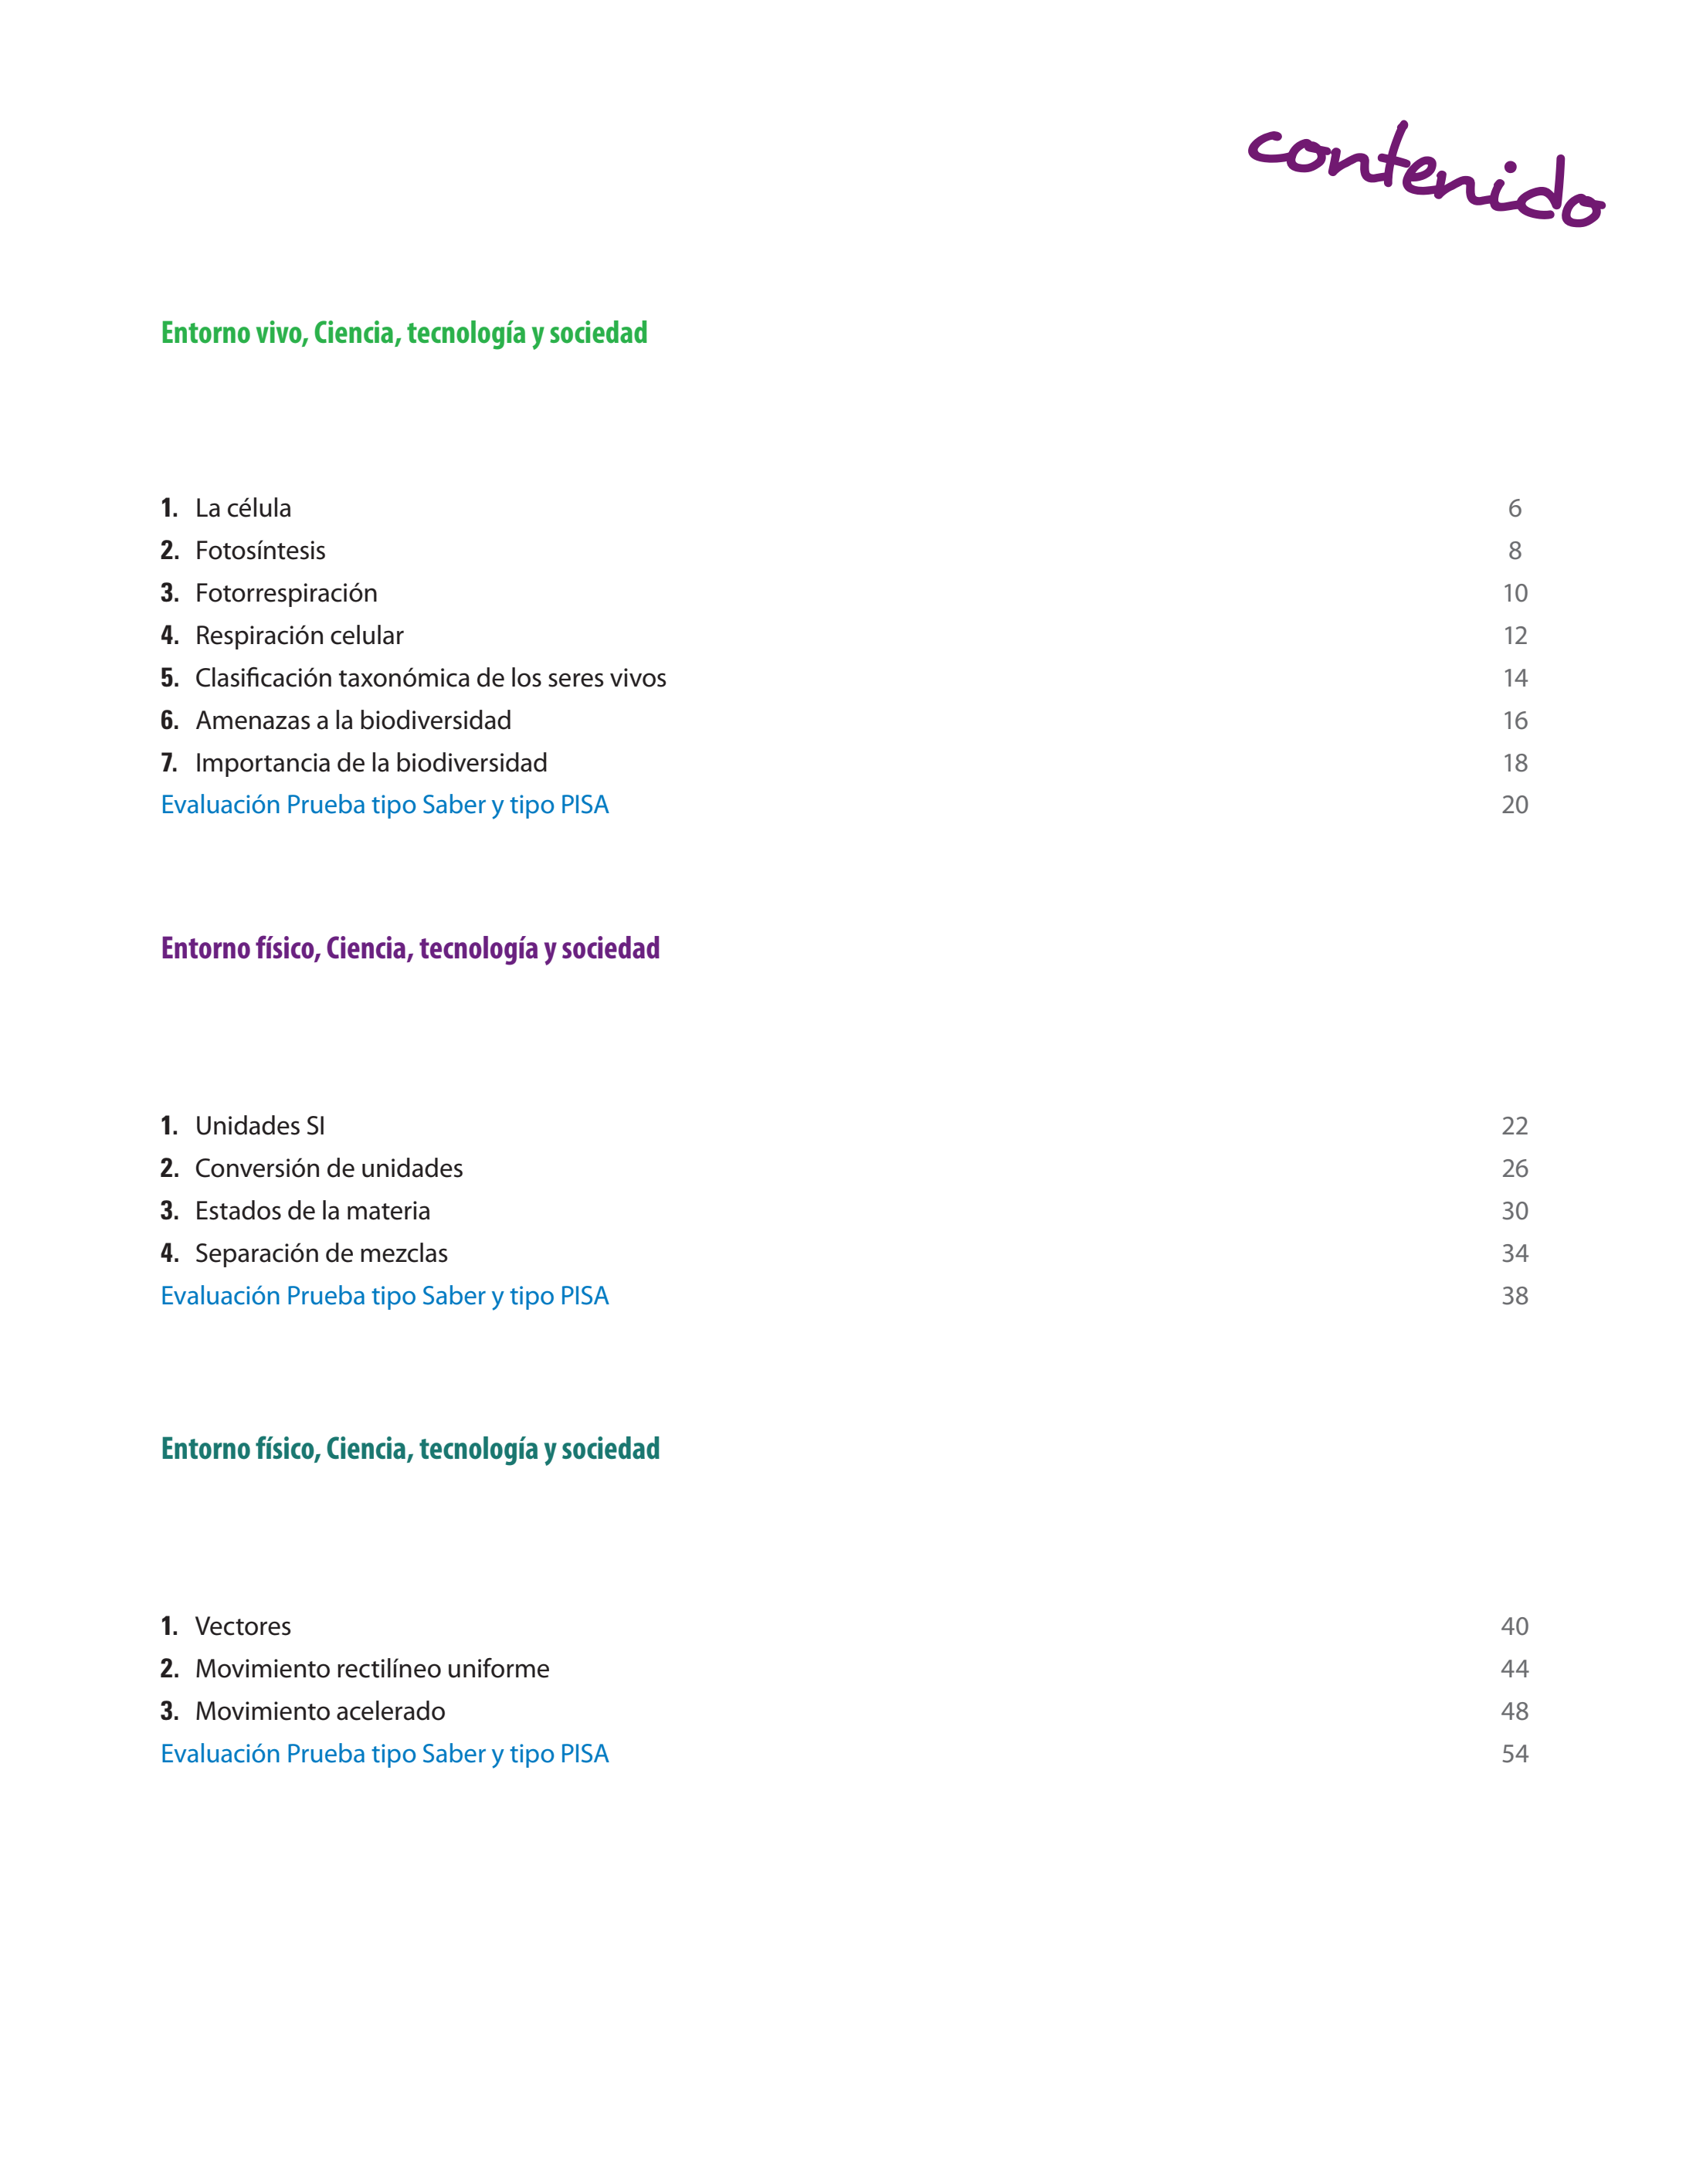 contenido
Entorno vivo, Ciencia, tecnología y sociedad
1. La célula 6
2. Fotosíntesis 8
3. Fotorrespiración 10
4. Respiración celular 12
5. Clasificación taxonómica de los seres vivos 14
6. Amenazas a la biodiversidad 16
7. Importancia de la biodiversidad 18
Evaluación Prueba tipo Saber y tipo PISA 20
Entorno físico, Ciencia, tecnología y sociedad
1. Unidades SI 22
2. Conversión de unidades 26
3. Estados de la materia 30
4. Separación de mezclas 34
Evaluación Prueba tipo Saber y tipo PISA 38
Entorno físico, Ciencia, tecnología y sociedad
1. Vectores 40
2. Movimiento rectilíneo uniforme 44
3. Movimiento acelerado 48
Evaluación Prueba tipo Saber y tipo PISA 54